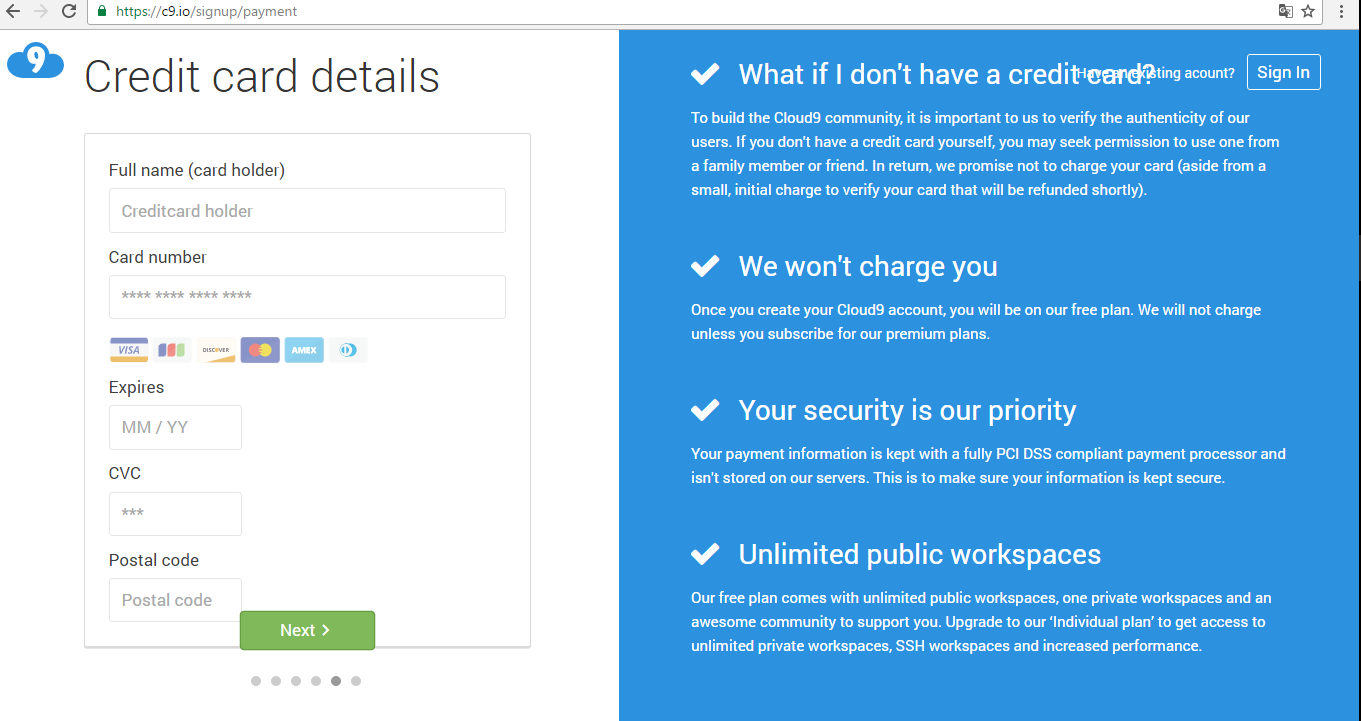 https://c9.io/signup/payment
9
Credit card details
Full name (card holder)
Creditcard holder
Card number
**** **** **** ****
VISA
DISCOVER
AMEX
Expires
MM / YY
CVC
***
Postal code
Postal code
Next
Have an existing acount?
Sign In
What if I don't have a credit card?
To build the Cloud9 community, it is important to us to verify the authenticity of our
users. If you don't have a credit card yourself, you may seek permission to use one from
a family member or friend. In return, we promise not to charge your card (aside from a
small, initial charge to verify your card that will be refunded shortly).
We won't charge you
Once you create your Cloud9 account, you will be on our free plan. We will not charge
unless you subscribe for our premium plans.
Your security is our priority
Your payment information is kept with a fully PCI DSS compliant payment processor and
isn't stored on our servers. This is to make sure your information is kept secure.
Unlimited public workspaces
Our free plan comes with unlimited public workspaces, one private workspaces and an
awesome community to support you. Upgrade to our ‘Individual plan’ to get access to
unlimited private workspaces, SSH workspaces and increased performance.